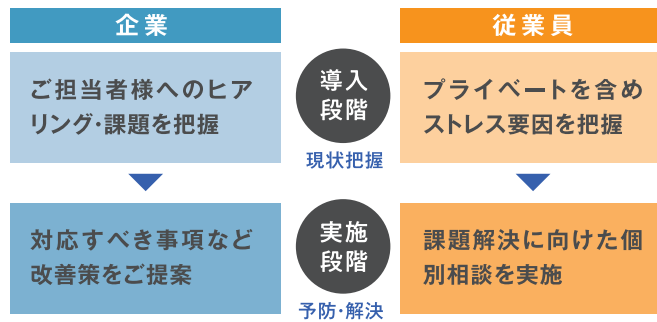 企業
従業員
ご担当者様へのヒア
リング・課題を把握
導入
段階
現状把握
プライベートを含め
ストレス要因を把握
対応すべき事項など
改善策をご提案
実施
段階
予防・解決
課題解決に向けた個
別相談を実施